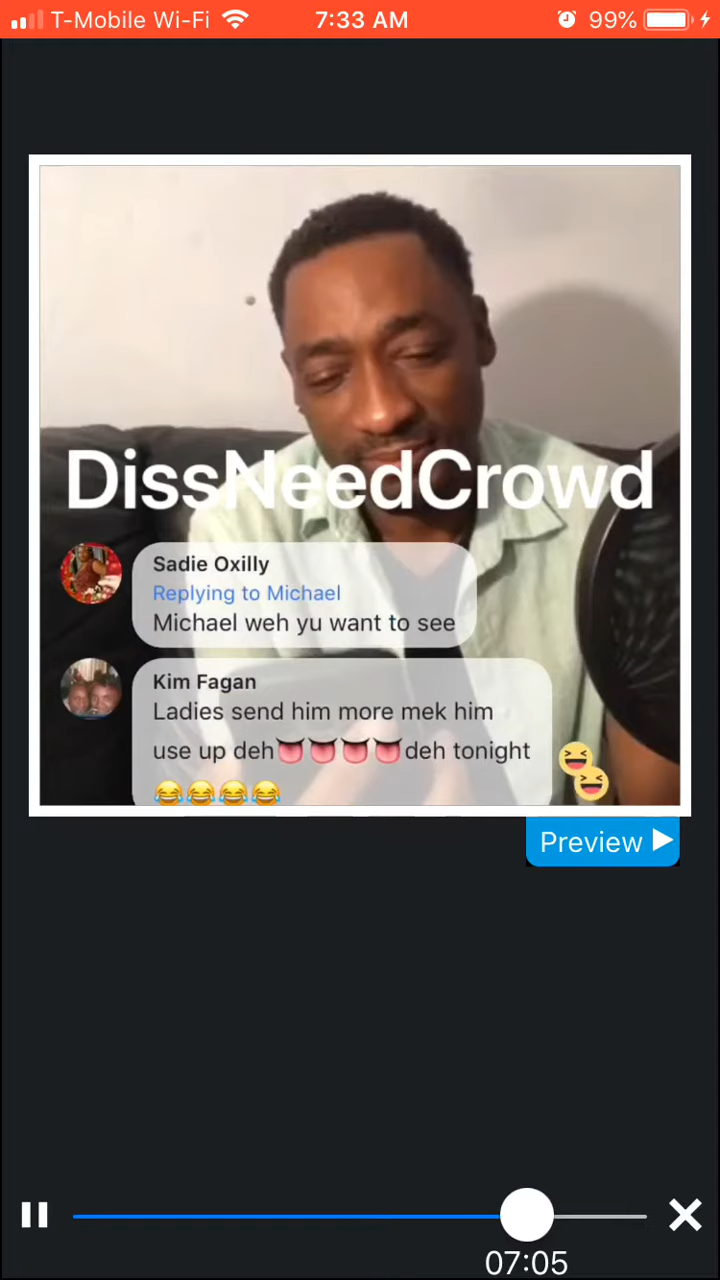 T-Mobile Wi-Fi 7:33 AM 99%
DissNeedCrowd
Sadie Oxilly
Replying to Michael
Michael weh yu want to see
Kim Fagan
Ladies send him more mek him
use up deh👅👅👅👅deh tonight
😂😂😂😂
Preview
07:05